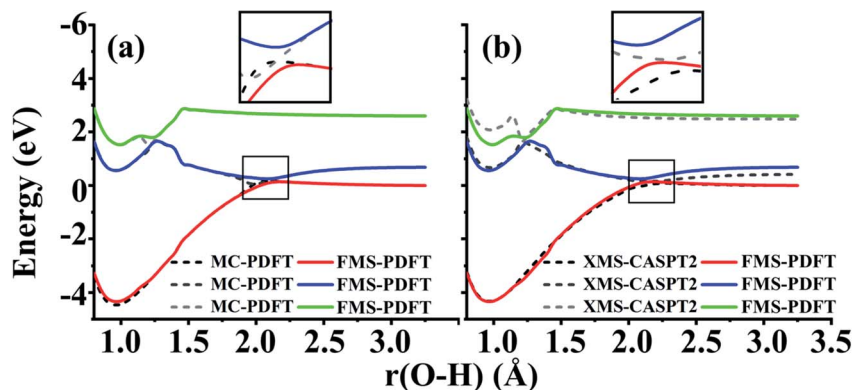 (a)
(b)
-6
4
2
0
-2
-4
Energy (eV)
MC-PDFT FMS-PDFT
MC-PDFT FMS-PDFT
MC-PDFT FMS-PDFT
XMS-CASPT2 FMS-PDFT
XMS-CASPT2 FMS-PDFT
XMS-CASPT2 FMS-PDFT
1.0 1.5 2.0 2.5 3.0 1.0 1.5 2.0 2.5 3.0 3.5
r(O-H) (Å)